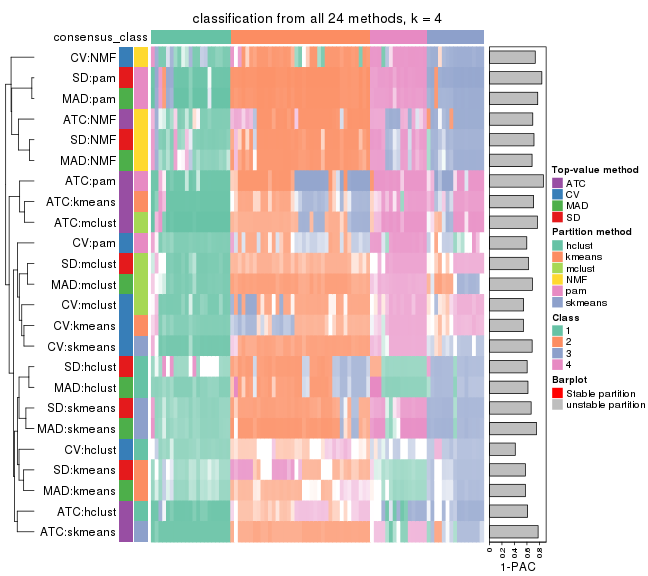 classification from all 24 methods, k = 4
consensus_class
CV:NMF
SD:pam
MAD:pam
ATC:NMF
SD:NMF
MAD:NMF
ATC:pam
ATC:kmeans
ATC:mclust
CV:pam
SD:mclust
MAD:mclust
CV:mclust
CV:kmeans
CV:skmeans
SD:hclust
MAD:hclust
SD:skmeans
MAD:skmeans
CV:hclust
SD:kmeans
MAD:kmeans
ATC:hclust
ATC:skmeans
0
0.2
0.4
0.6
0.8
1-PAC
Top-value method
ATC
CV
MAD
SD
Partition method
hclust
kmeans
mclust
NMF
pam
skmeans
Class
1
2
3
4
Barplot
Stable partition
unstable partition